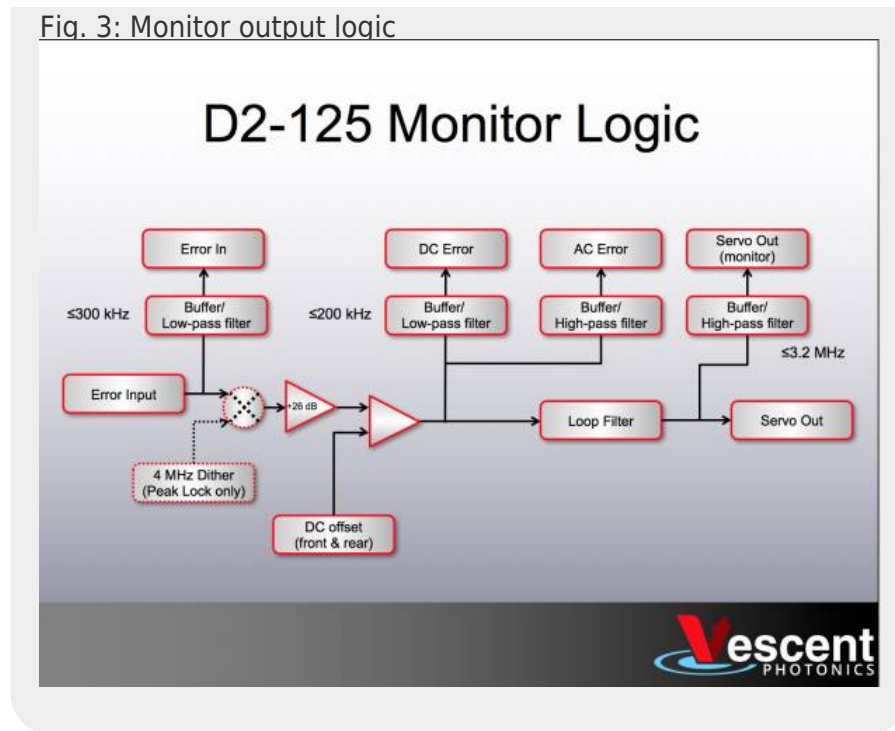 Fig. 3: Monitor output logic
D2-125 Monitor Logic
Error In
DC Error
AC Error
Servo Out
(monitor)
≤300 kHz
Buffer/
Low-pass filter
≤200 kHz
Buffer/
Low-pass filter
Buffer/
High-pass filter
Buffer/
High-pass filter
≤3.2 MHz
Error Input
+26 dB
Loop Filter
Servo Out
4 MHz Dither
(Peak Lock only)
DC offset
(front & rear)
Vescent
PHOTONICS